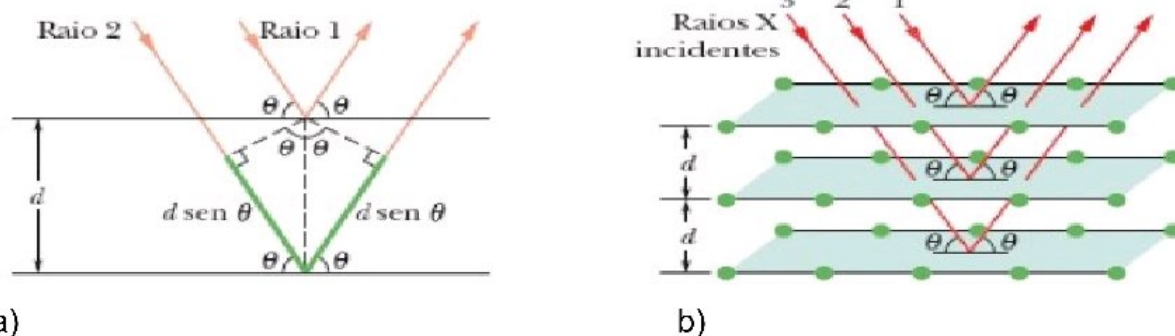 Raio 2 Raio 1
θ θ
θ θ
d
d sen θ d sen θ
θ θ
a)
3 2 1
Raios X
incidentes
θ θ
d
θ θ
d
θ θ
b)